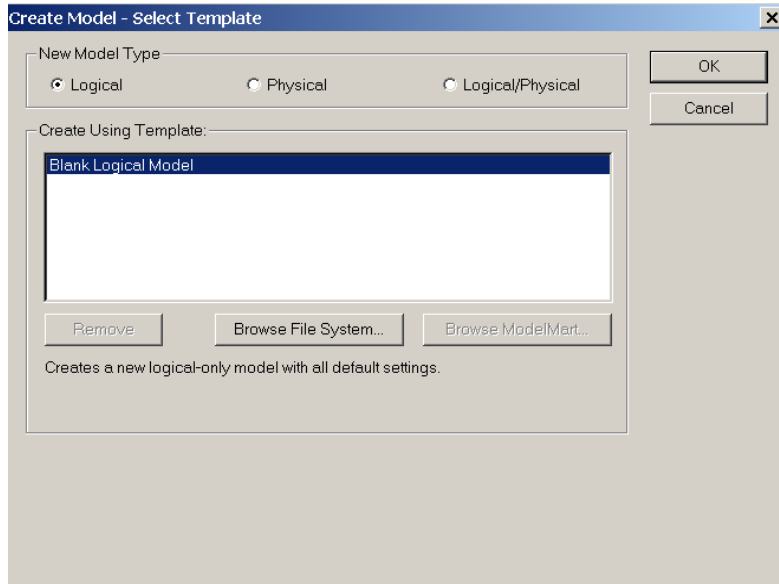 Create Model - Select Template
New Model Type
Logical Physical Logical/Physical
OK
Cancel
Create Using Template:
Blank Logical Model
Remove Browse File System... Browse ModelMart...
Creates a new logical-only model with all default settings.